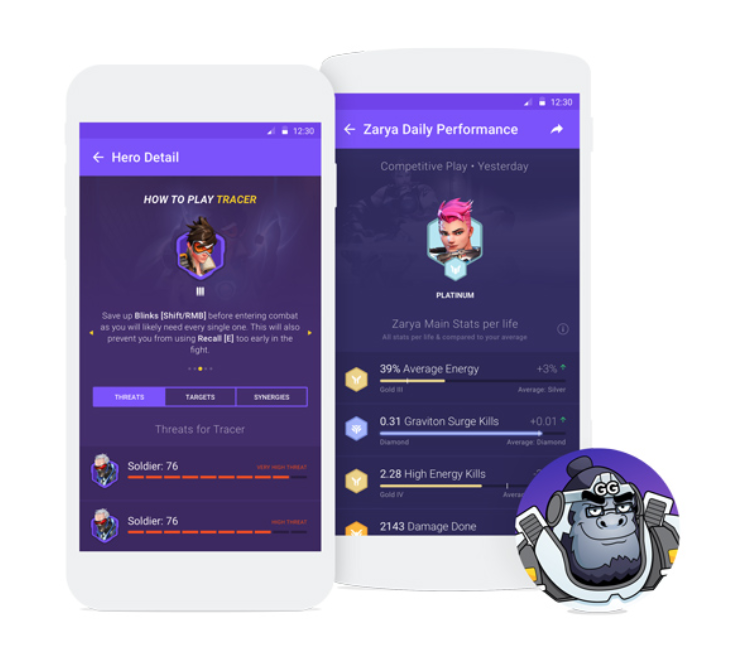 12:30
Hero Detail
HOW TO PLAY TRACER
Save up Blinks [Shift/RMB] before entering combat
as you will likely need every single one. This will also
prevent you from using Recall [E] too early in the
fight.
THREATS TARGETS SYNERGIES
Threats for Tracer
Soldier: 76 VERY HIGH THREAT
Soldier: 76 HIGH THREAT
12:30
Zarya Daily Performance
Competitive Play • Yesterday
PLATINUM
Zarya Main Stats per life
All stats per life & compared to your average
39% Average Energy +3%
Gold III Average: Silver
0.31 Graviton Surge Kills +0.01
Diamond Average: Diamond
2.28 High Energy Kills
Gold IV
2143 Damage Done
GG